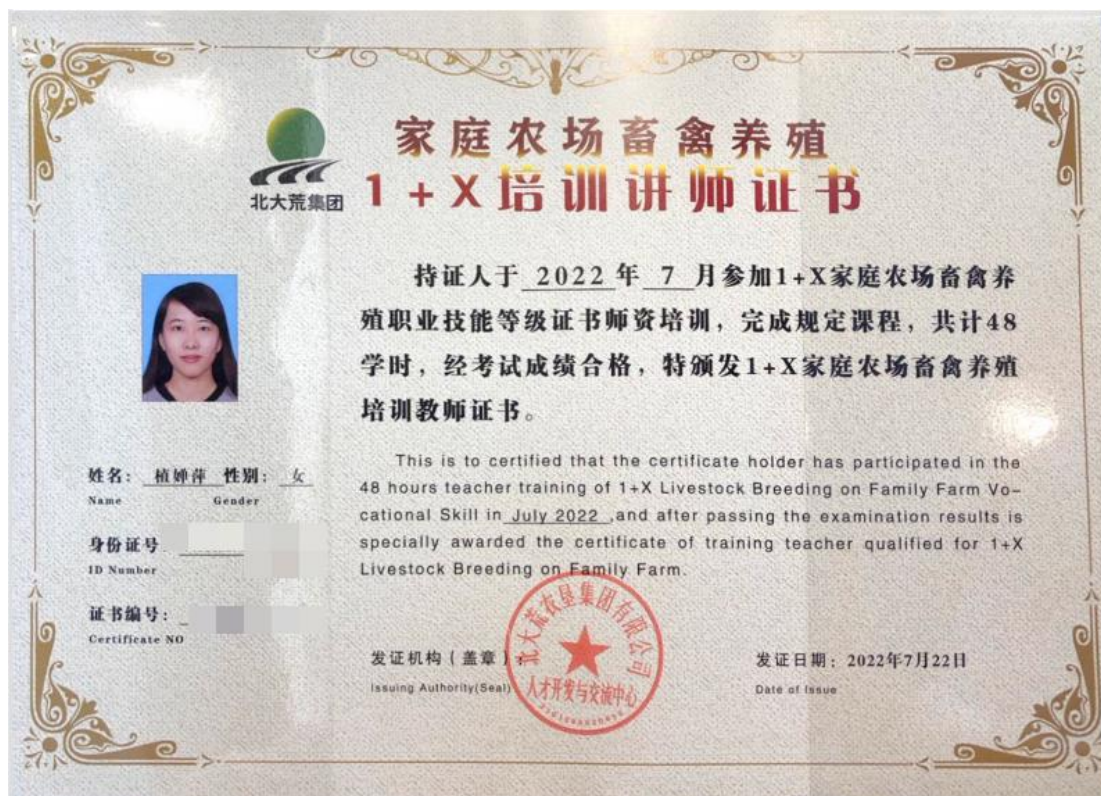 北大荒集团
家庭农场畜禽养殖
1+X培训讲师证书
持证人于 2022 年 7 月参加1+X家庭农场畜禽养
殖职业技能等级证书师资培训，完成规定课程，共计48
学时，经考试成绩合格，特颁发1+X家庭农场畜禽养殖
培训教师证书。
This is to certified that the certificate holder has participated in the
48 hours teacher training of 1+X Livestock Breeding on Family Farm Vo-
cational Skill in July 2022 ,and after passing the examination results is
specially awarded the certificate of training teacher qualified for 1+X
Livestock Breeding on Family Farm.
姓名： 植婵萍 性别： 女
Name Gender
身份证号
ID Number
证书编号：
Certificate NO
发证机构（盖章）：
Issuing Authority(Seal)
北大荒农垦集团有限公司
人才开发与交流中心
发证日期：2022年7月22日
Date of Issue